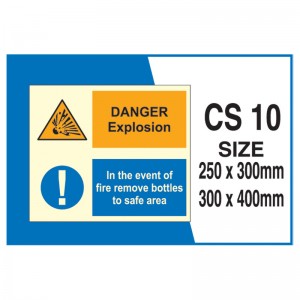 DANGER
Explosion
In the event of
fire remove bottles
to safe area
CS 10
SIZE
250 x 300mm
300 x 400mm